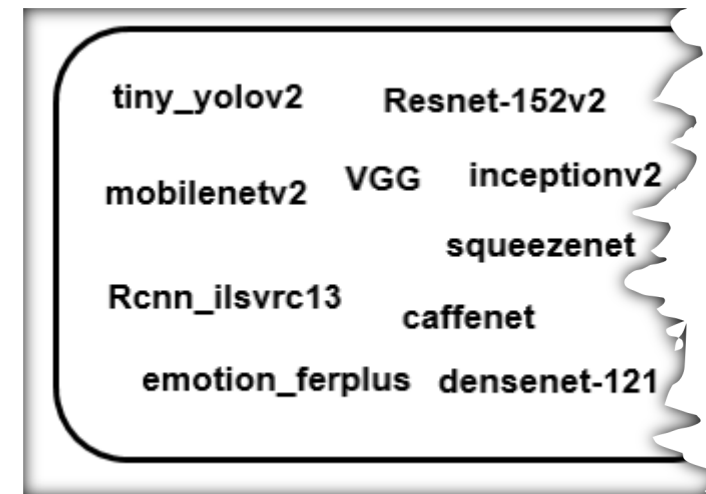 tiny_yolov2
Resnet-152v2
mobilenetv2
VGG
inceptionv2
squeezenet
Rcnn_ilsvrc13
caffenet
emotion_ferplus
densenet-121